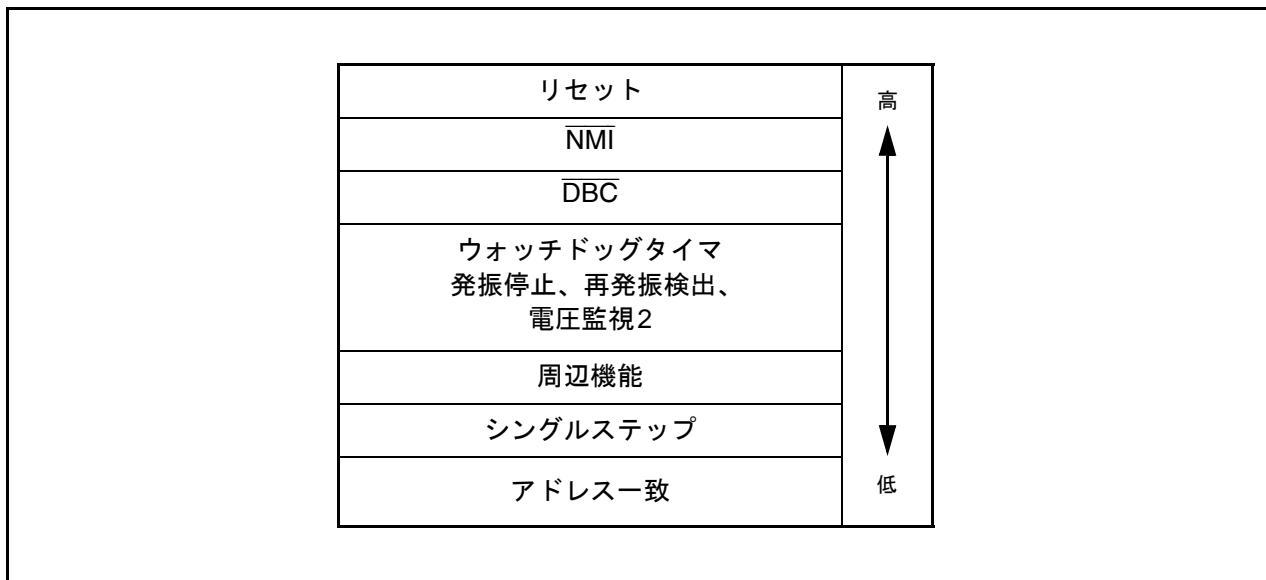 リセット
高
N̅M̅I̅
D̅B̅C̅
ウォッチドッグタイマ
発振停止、再発振検出、
電圧監視2
周辺機能
シングルステップ
アドレス一致
低